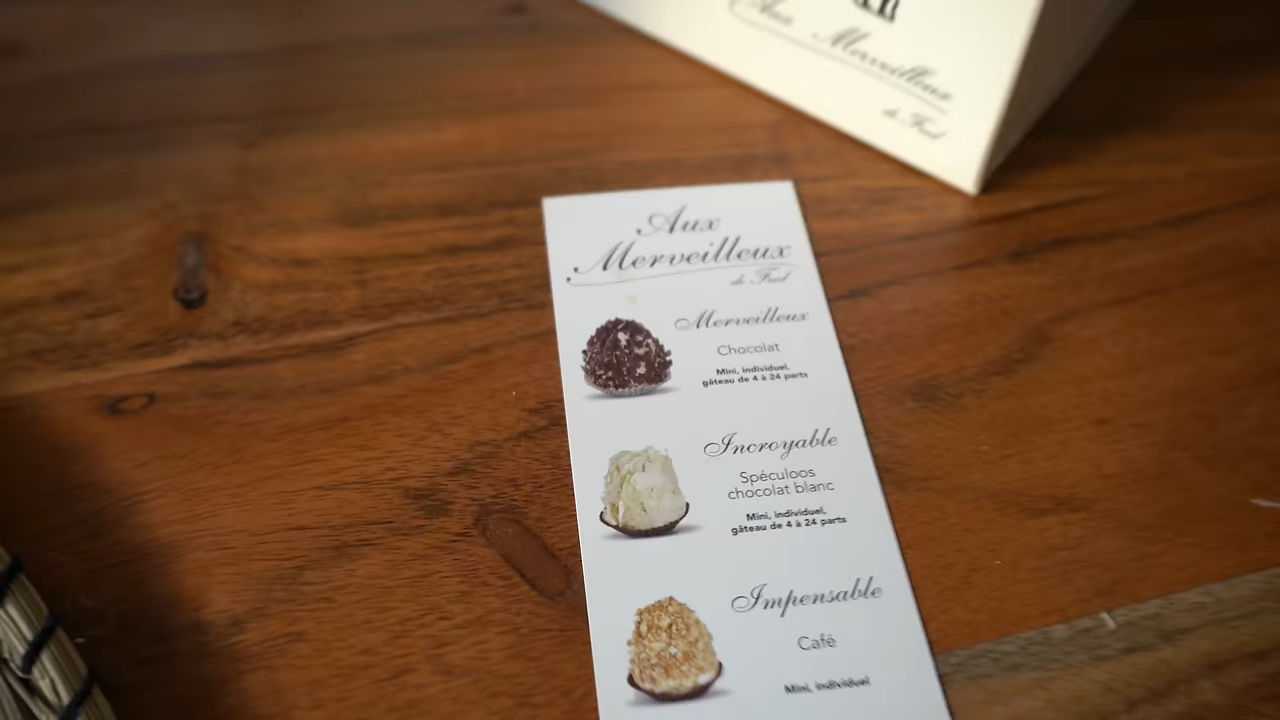 Aux Merveilleux
de Fred
Aux
Merveilleux
de Fred
Merveilleux
Chocolat
Mini, individuel,
gâteau de 4 à 24 parts
Incroyable
Spéculoos
chocolat blanc
Mini, individuel,
gâteau de 4 à 24 parts
Impensable
Café
Mini, individuel